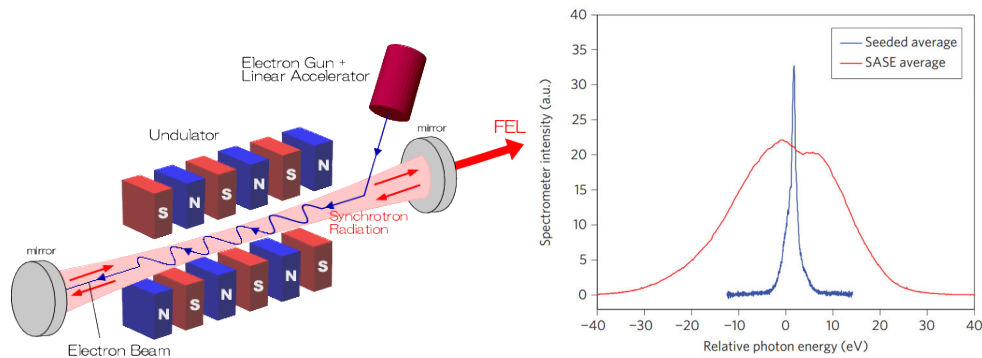 Electron Gun +
Linear Accelerator
mirror
FEL
Undulator
S
N
S
N
S
N
Synchrotron
Radiation
mirror
N
S
N
S
N
S
Electron Beam
Spectrometer intensity (a.u.)
40
35
30
25
20
15
10
5
0
Seeded average
SASE average
−40 −30 −20 −10 0 10 20 30 40
Relative photon energy (eV)